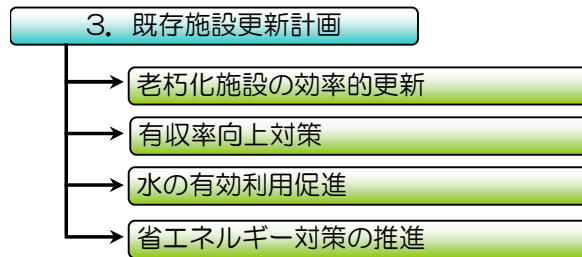 3．既存施設更新計画
老朽化施設の効率的更新
有収率向上対策
水の有効利用促進
省エネルギー対策の推進